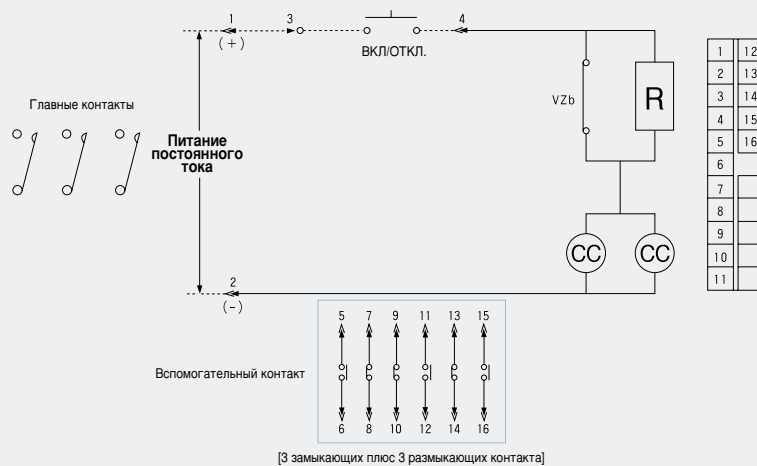 1 3 4
(+)
ВКЛ/ОТКЛ.
Главные контакты
VZb
R
Питание
постоянного
тока
CC CC
2
(-)
1 12
2 13
3 14
4 15
5 16
6
7
8
9
10
11
5 7 9 11 13 15
Вспомогательный контакт
6 8 10 12 14 16
[3 замыкающих плюс 3 размыкающих контакта]